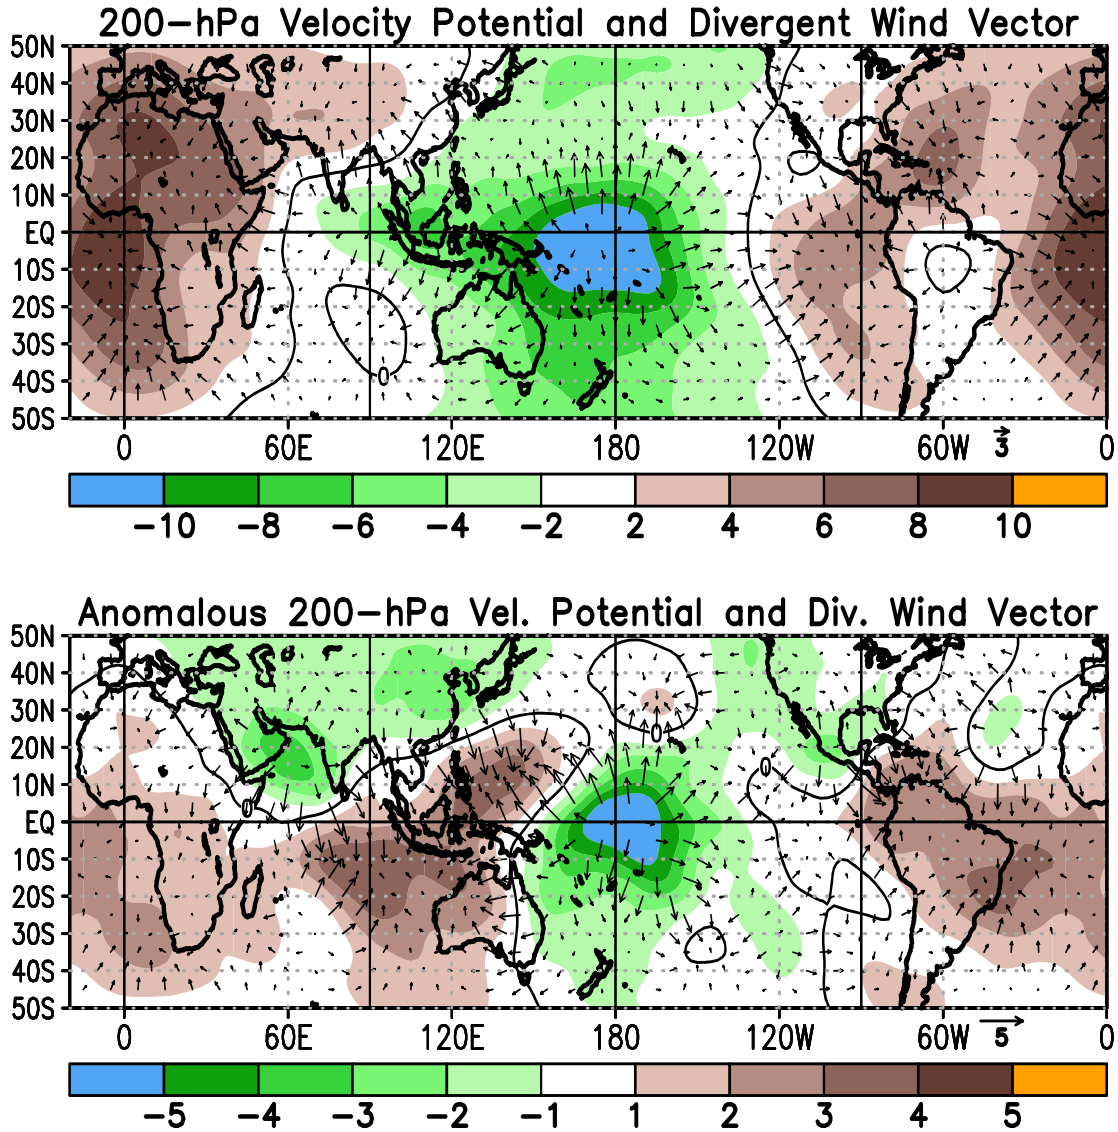 200-hPa Velocity Potential and Divergent Wind Vector
50N
40N
30N
20N
10N
EQ
10S
20S
30S
40S
50S
0
0 60E 120E 180 120W 60W 3 0
-10 -8 -6 -4 -2 2 4 6 8 10
Anomalous 200-hPa Vel. Potential and Div. Wind Vector
50N
40N
30N
0
20N
0
10N
0
EQ
10S
20S
30S
40S
50S
0 60E 120E 180 120W 60W 5 0
-5 -4 -3 -2 -1 1 2 3 4 5